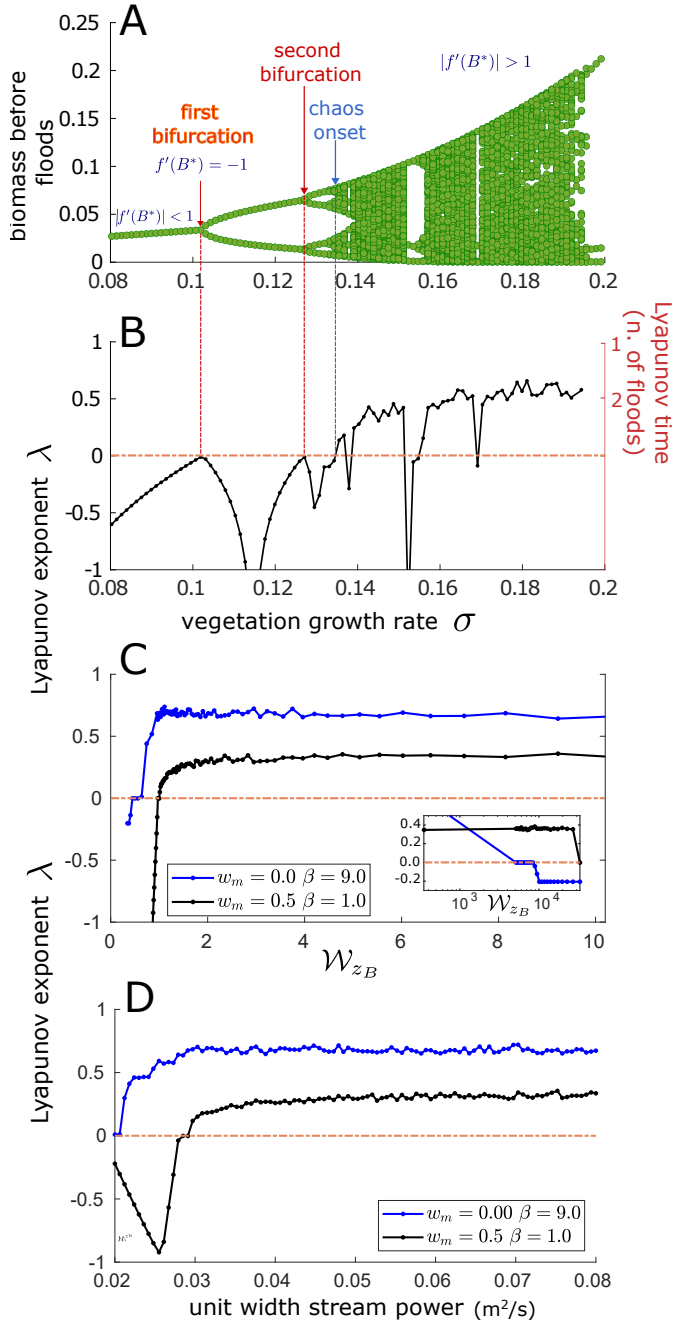 A
0.25
0.2
0.15
0.1
0.05
0
biomass before
floods
first
bifurcation
f′(B*) = −1
|f′(B*)| < 1
second
bifurcation
chaos
onset
|f′(B*)| > 1
0.08
0.1
0.12
0.14
0.16
0.18
0.2
B
1
0.5
0
-0.5
-1
Lyapunov exponent λ
1
2
Lyapunov time
(n. of floods)
0.08
0.1
0.12
0.14
0.16
0.18
0.2
vegetation growth rate σ
C
1
0.5
0
-0.5
-1
Lyapunov exponent λ
w_m = 0.0 β = 9.0
w_m = 0.5 β = 1.0
0.4
0.2
0.0
-0.2
10^3
𝒲_{z_B}
10^4
0
2
4
6
8
10
𝒲_{z_B}
D
1
0.5
0
-0.5
-1
Lyapunov exponent λ
w_m = 0.00 β = 9.0
w_m = 0.5 β = 1.0
0.02
0.03
0.04
0.05
0.06
0.07
0.08
unit width stream power (m²/s)